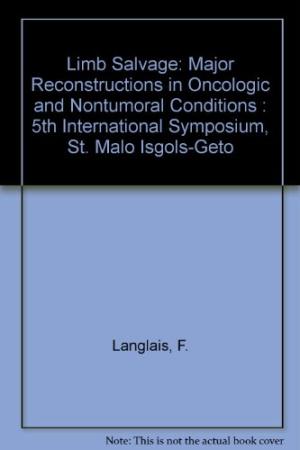 Limb Salvage: Major
Reconstructions in Oncologic
and Nontumoral Conditions :
5th International Symposium,
St. Malo Isgols-Geto
Langlais, F.
Note: This is not the actual book cover